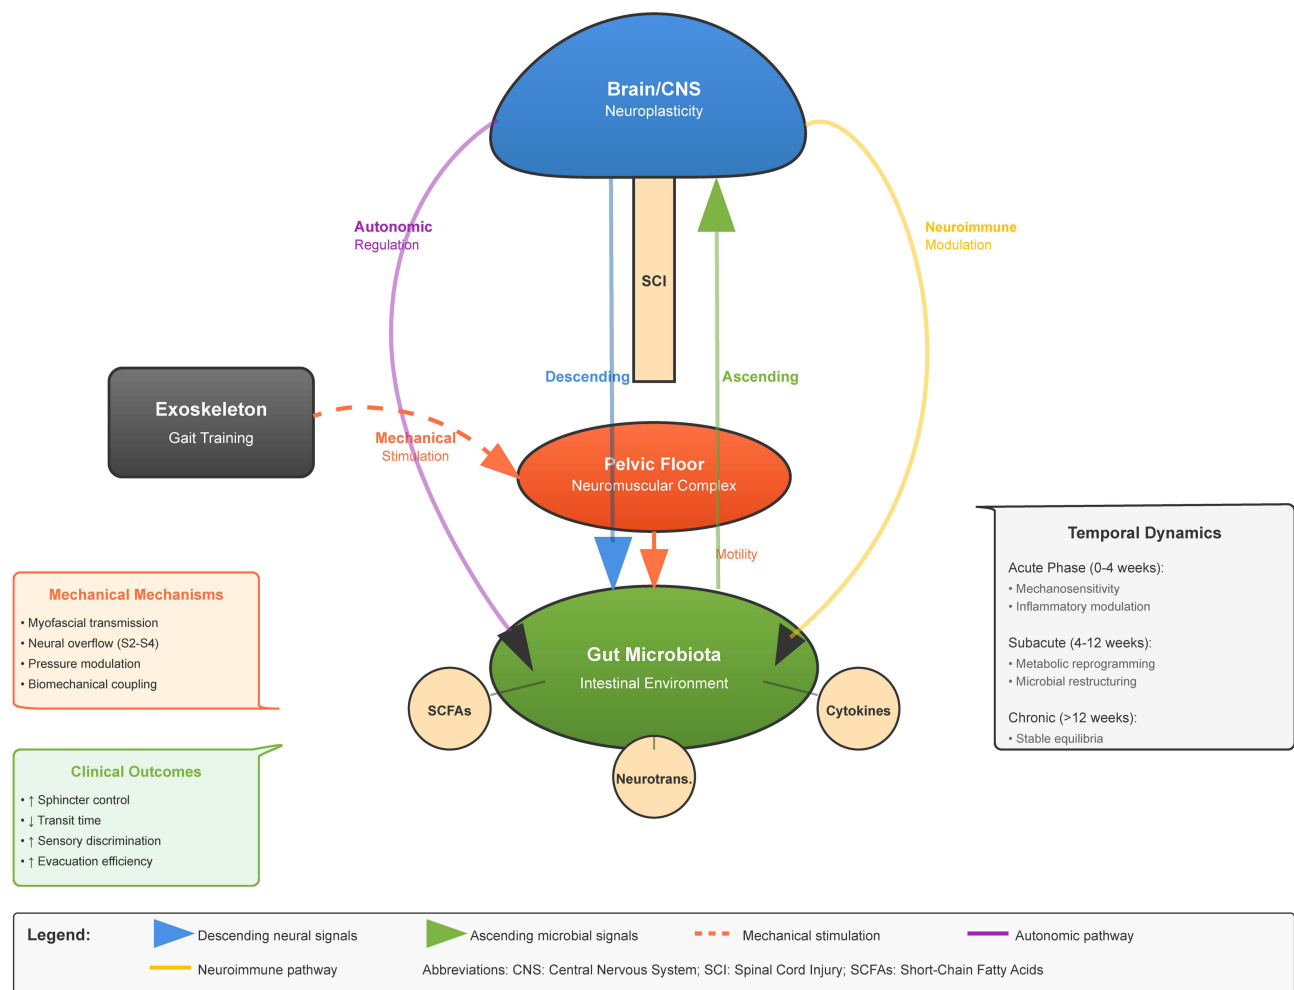 Brain/CNS
Neuroplasticity
Autonomic
Regulation
Neuroimmune
Modulation
SCI
Descending
Ascending
Exoskeleton
Gait Training
Mechanical
Stimulation
Pelvic Floor
Neuromuscular Complex
Motility
Gut Microbiota
Intestinal Environment
SCFAs
Cytokines
Neurotrans.
Mechanical Mechanisms
• Myofascial transmission
• Neural overflow (S2-S4)
• Pressure modulation
• Biomechanical coupling
Clinical Outcomes
• ↑ Sphincter control
• ↓ Transit time
• ↑ Sensory discrimination
• ↑ Evacuation efficiency
Temporal Dynamics
Acute Phase (0-4 weeks):
• Mechanosensitivity
• Inflammatory modulation
Subacute (4-12 weeks):
• Metabolic reprogramming
• Microbial restructuring
Chronic (>12 weeks):
• Stable equilibria
Legend:
Descending neural signals
Ascending microbial signals
Mechanical stimulation
Autonomic pathway
Neuroimmune pathway
Abbreviations: CNS: Central Nervous System; SCI: Spinal Cord Injury; SCFAs: Short-Chain Fatty Acids